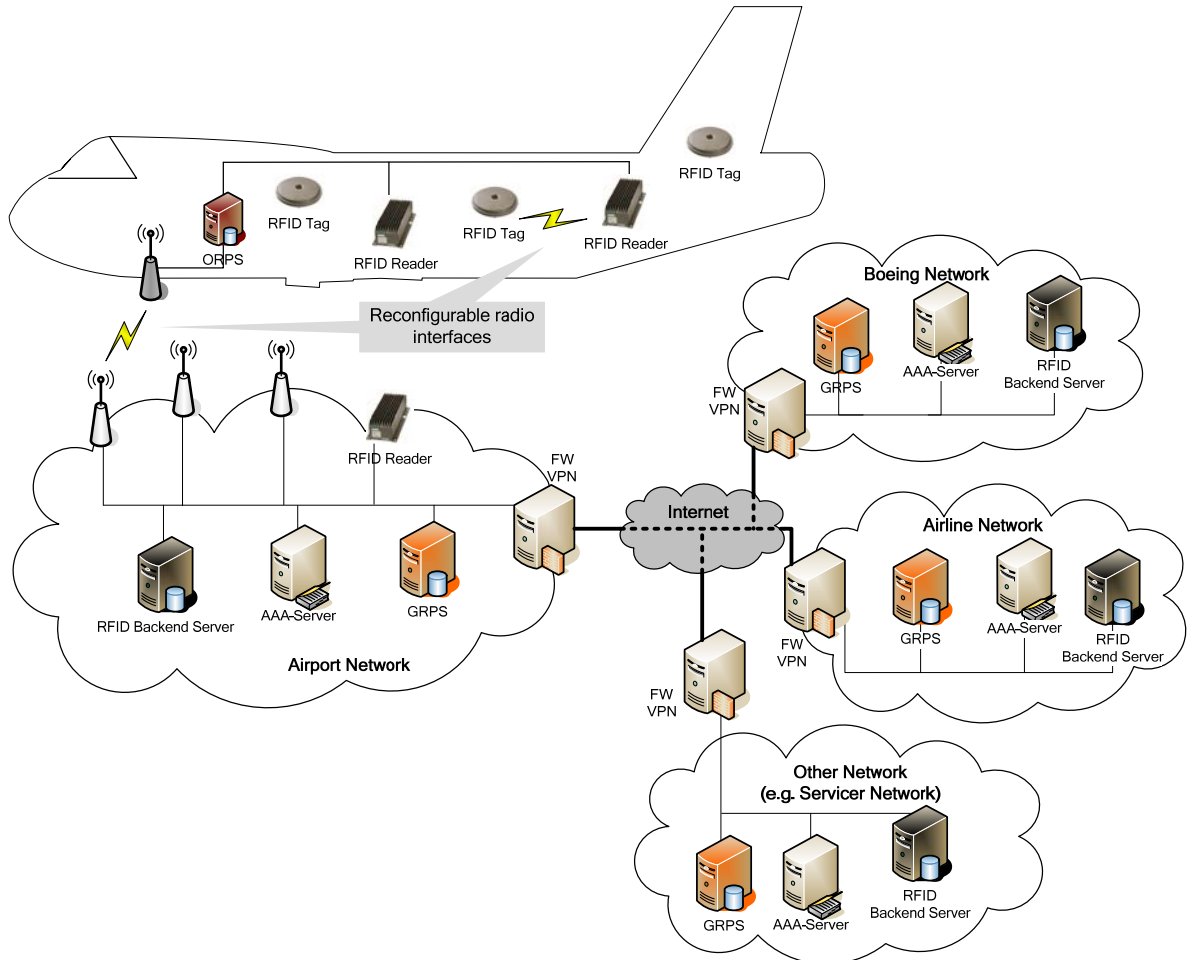 RFID Tag
RFID Tag
RFID Tag
RFID Reader
RFID Reader
ORPS
Reconfigurable radio
interfaces
Boeing Network
GRPS
AAA-Server
RFID
Backend Server
FW
VPN
RFID Reader
FW
VPN
Internet
RFID Backend Server
AAA-Server
GRPS
Airport Network
Airline Network
GRPS
AAA-Server
RFID
Backend Server
FW
VPN
FW
VPN
Other Network
(e.g. Servicer Network)
GRPS
AAA-Server
RFID
Backend Server